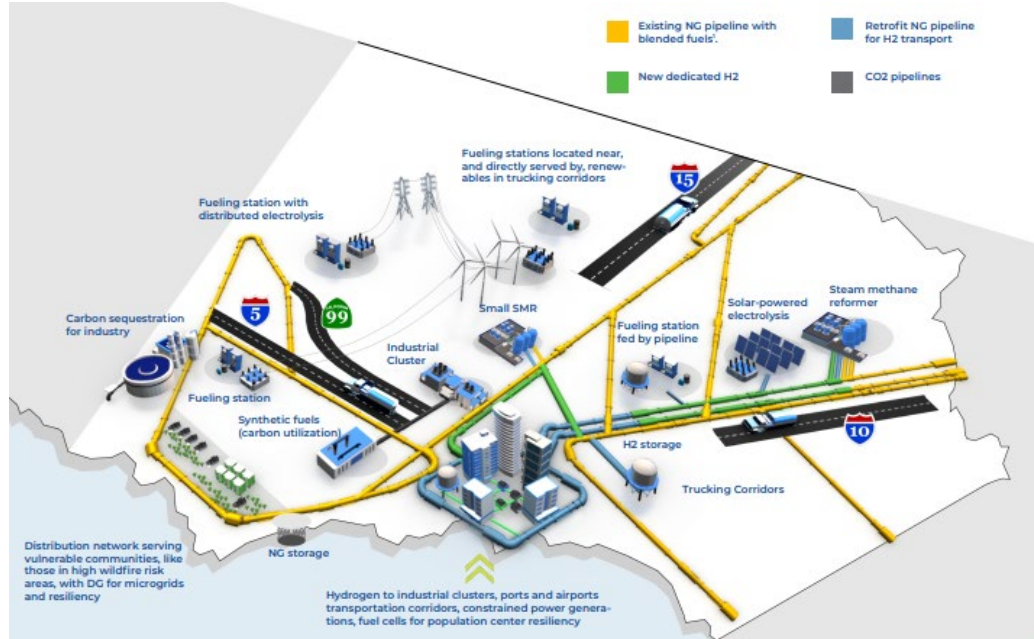 Existing NG pipeline with
blended fuels¹.
Retrofit NG pipeline
for H2 transport
New dedicated H2
CO2 pipelines
Fueling stations located near,
and directly served by, renew-
ables in trucking corridors
15
Fueling station with
distributed electrolysis
5
CALIFORNIA
99
Carbon sequestration
for industry
Small SMR
Steam methane
reformer
Solar-powered
electrolysis
Fueling station
fed by pipeline
Industrial
Cluster
Fueling station
Synthetic fuels
(carbon utilization)
H2 storage
10
Trucking Corridors
NG storage
Distribution network serving
vulnerable communities, like
those in high wildfire risk
areas, with DG for microgrids
and resiliency
Hydrogen to industrial clusters, ports and airports
transportation corridors, constrained power genera-
tions, fuel cells for population center resiliency